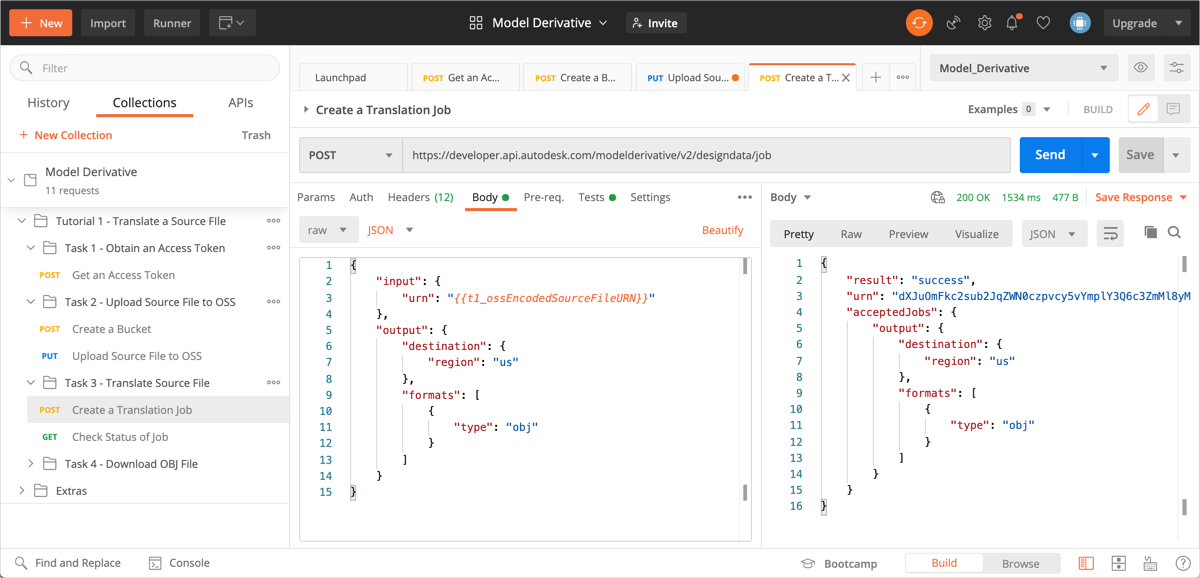 + New
Import
Runner
Model Derivative
Invite
Upgrade
Filter
History
Collections
APIs
+ New Collection
Trash
Model Derivative
11 requests
Tutorial 1 - Translate a Source FIle
Task 1 - Obtain an Access Token
POST Get an Access Token
Task 2 - Upload Source File to OSS
POST Create a Bucket
PUT Upload Source File to OSS
Task 3 - Translate Source File
POST Create a Translation Job
GET Check Status of Job
Task 4 - Download OBJ File
Extras
Launchpad
POST Get an Ac...
POST Create a B...
PUT Upload Sou...
POST Create a T...
Model_Derivative
Create a Translation Job
Examples 0
BUILD
POST
https://developer.api.autodesk.com/modelderivative/v2/designdata/job
Send
Save
Params
Auth
Headers (12)
Body
Pre-req.
Tests
Settings
raw
JSON
Beautify
1 {
2 "input": {
3 "urn": "{{t1_ossEncodedSourceFileURN}}"
4 },
5 "output": {
6 "destination": {
7 "region": "us"
8 },
9 "formats": [
10 {
11 "type": "obj"
12 }
13 ]
14 }
15 }
Body
200 OK
1534 ms
477 B
Save Response
Pretty
Raw
Preview
Visualize
JSON
1 {
2 "result": "success",
3 "urn": "dXJuOmFkc2sub2JqZWN0czpvcy5vYmplY3Q6c3ZmMl8yM
4 "acceptedJobs": {
5 "output": {
6 "destination": {
7 "region": "us"
8 },
9 "formats": [
10 {
11 "type": "obj"
12 }
13 ]
14 }
15 }
16 }
Find and Replace
Console
Bootcamp
Build
Browse